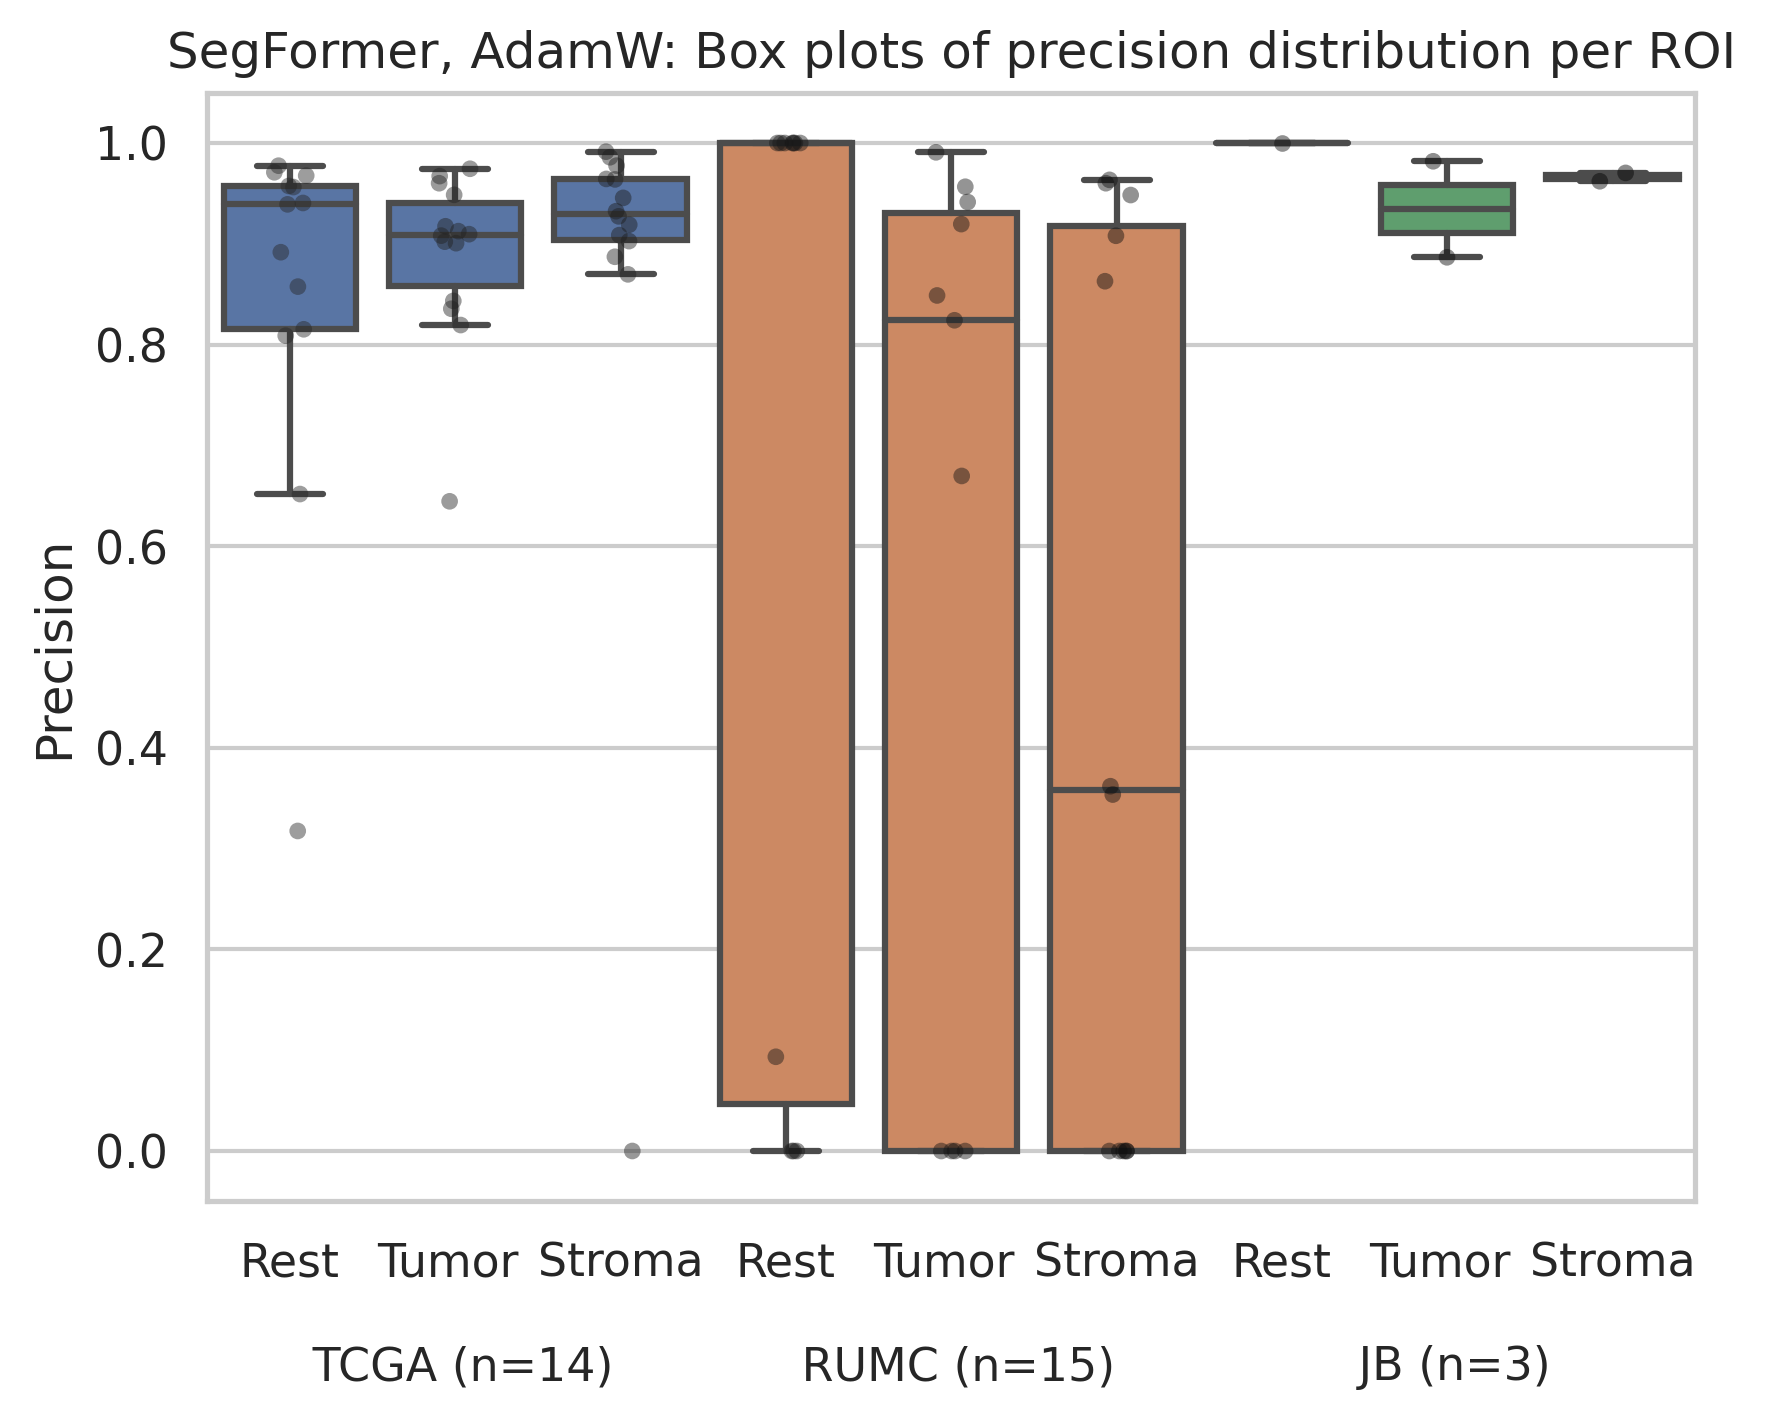 SegFormer, AdamW: Box plots of precision distribution per ROI
1.0
0.8
0.6
0.4
0.2
0.0
Precision
Rest Tumor Stroma Rest Tumor Stroma Rest Tumor Stroma
TCGA (n=14) RUMC (n=15) JB (n=3)